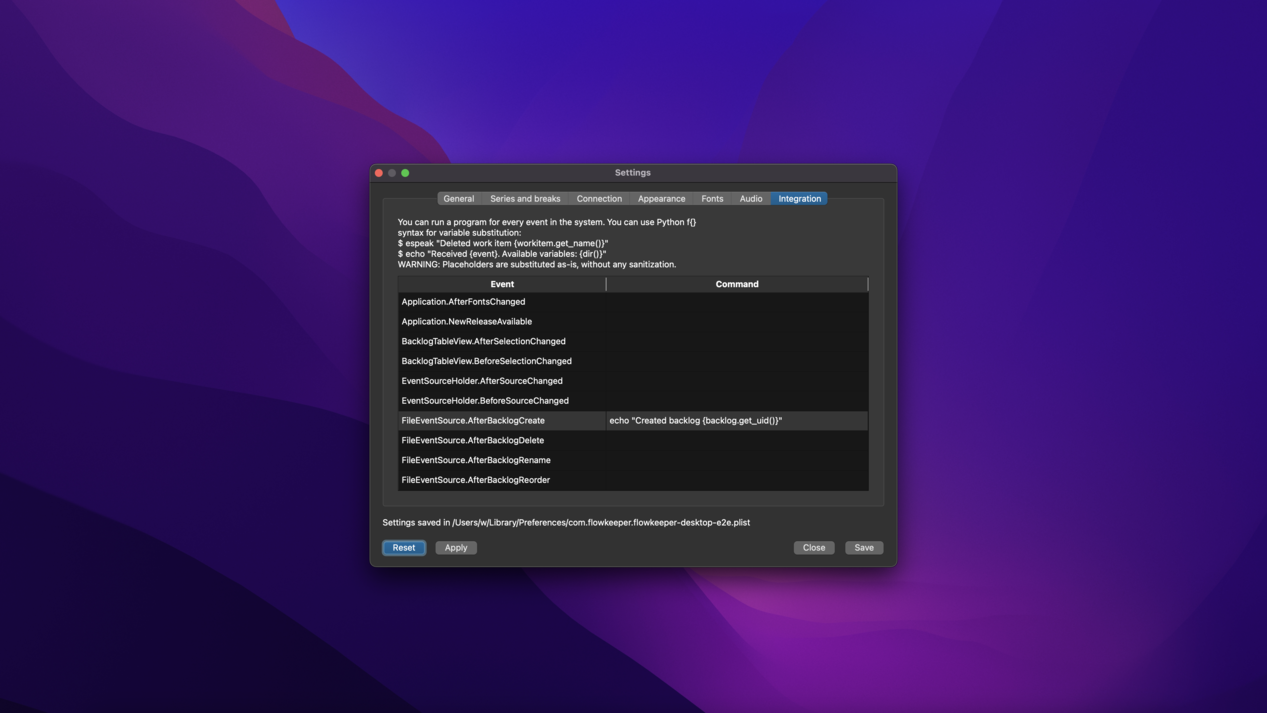 Settings
General Series and breaks Connection Appearance Fonts Audio Integration
You can run a program for every event in the system. You can use Python f{}
syntax for variable substitution:
$ espeak "Deleted work item {workitem.get_name()}"
$ echo "Received {event}. Available variables: {dir()}"
WARNING: Placeholders are substituted as-is, without any sanitization.
Event Command
Application.AfterFontsChanged
Application.NewReleaseAvailable
BacklogTableView.AfterSelectionChanged
BacklogTableView.BeforeSelectionChanged
EventSourceHolder.AfterSourceChanged
EventSourceHolder.BeforeSourceChanged
FileEventSource.AfterBacklogCreate echo "Created backlog {backlog.get_uid()}"
FileEventSource.AfterBacklogDelete
FileEventSource.AfterBacklogRename
FileEventSource.AfterBacklogReorder
Settings saved in /Users/w/Library/Preferences/com.flowkeeper.flowkeeper-desktop-e2e.plist
Reset Apply Close Save